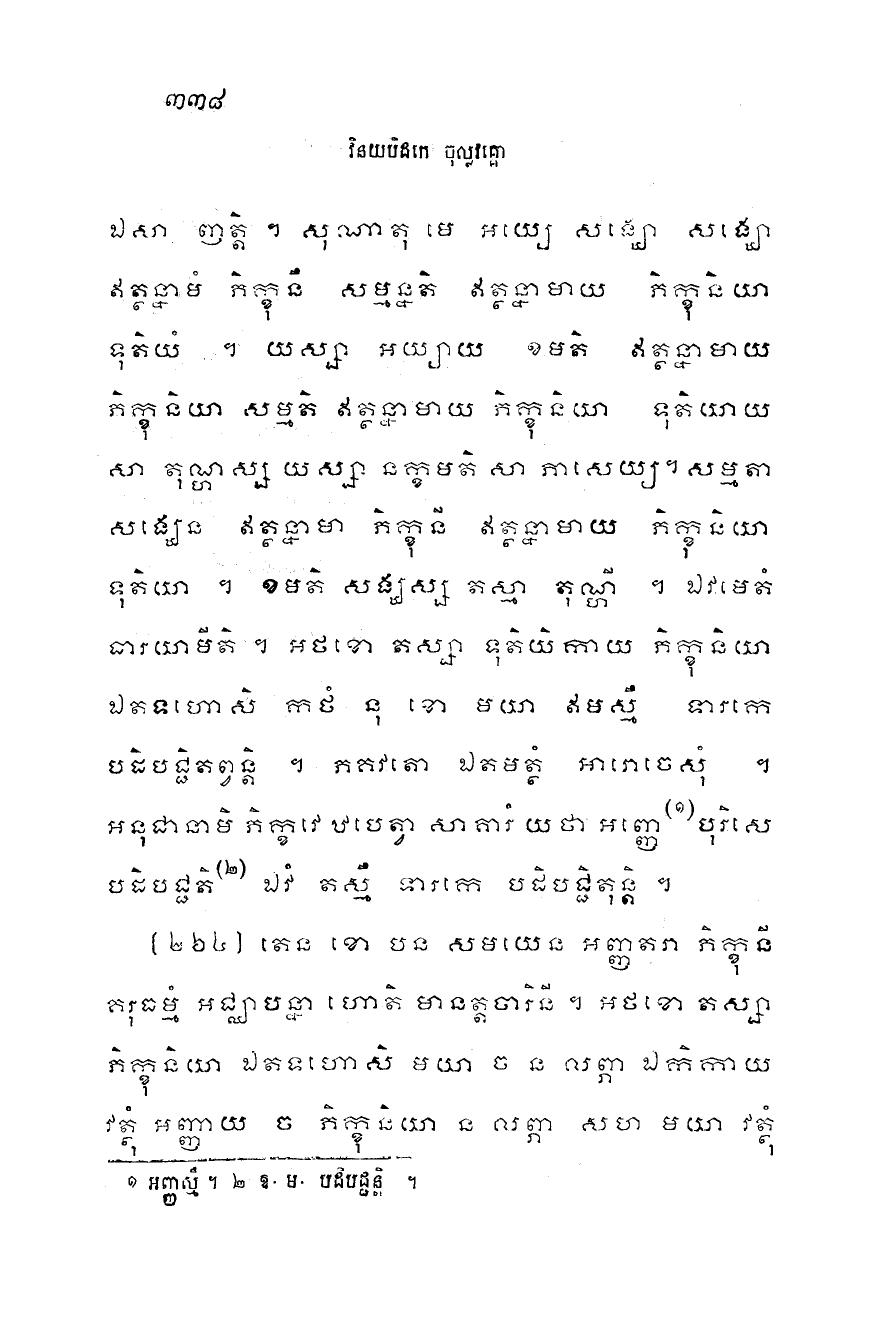 ៣៣៨
វិនយបិដកេ ចុល្លវគ្គោ
ឯសា ញត្តិ ។ សុណាតុ មេ អយ្យេ សង្ឃោ សង្ឃោ
ឥត្ថន្នាមំ ភិក្ខុនឹ សម្មន្នតិ ឥត្ថន្នាមាយ ភិក្ខុនិយា
ទុតិយំ ។ យស្សា អយ្យាយ ខមតិ ឥត្ថន្នាមាយ
ភិក្ខុនិយា សម្មតិ ឥត្ថន្នាមាយ ភិក្ខុនិយា ទុតិយាយ
សា តុណ្ហស្ស យស្សា នក្ខមតិ សា ភាសេយ្យ។ សម្មតា
សង្ឃេន ឥត្ថន្នាមា ភិក្ខុនី ឥត្ថន្នាមាយ ភិក្ខុនិយា
ទុតិយា ។ ខមតិ សង្ឃស្ស តស្មា តុណ្ហី ។ ឯវមេតំ
ធារយាមីតិ ។ អថខោ តស្សា ទុតិយិកាយ ភិក្ខុនិយា
ឯតទហោសិ កថំ នុ ខោ មយា ឥមស្មឹ ទារកេ
បដិបជ្ជិតព្វន្តិ ។ ភគវតោ ឯតមត្ថំ អារោចេសុំ ។
អនុជានាមិ ភិក្ខវេ ឋបេត្វា សាគារំ យថា អញ្ញេ(១)បុរិសេ
បដិបជ្ជតិ(២) ឯវំ តស្មឹ ទារកេ បដិបជ្ជិតុន្តិ ។
[២៦៤] តេន ខោ បន សមយេន អញ្ញតរា ភិក្ខុនី
គរុធម្មំ អជ្ឈាបន្នា ហោតិ មានត្តចារិនី ។ អថខោ តស្សា
ភិក្ខុនិយា ឯតទហោសិ មយា ច ន លព្ភា ឯកិកាយ
វត្ថុំ អញ្ញាយ ច ភិក្ខុនិយា ន លព្ភា សហ មយា វត្ថុំ
១ អញ្ញស្មឹ ។ ២ ឱ. ម. បដិបជ្ជន្តិ ។